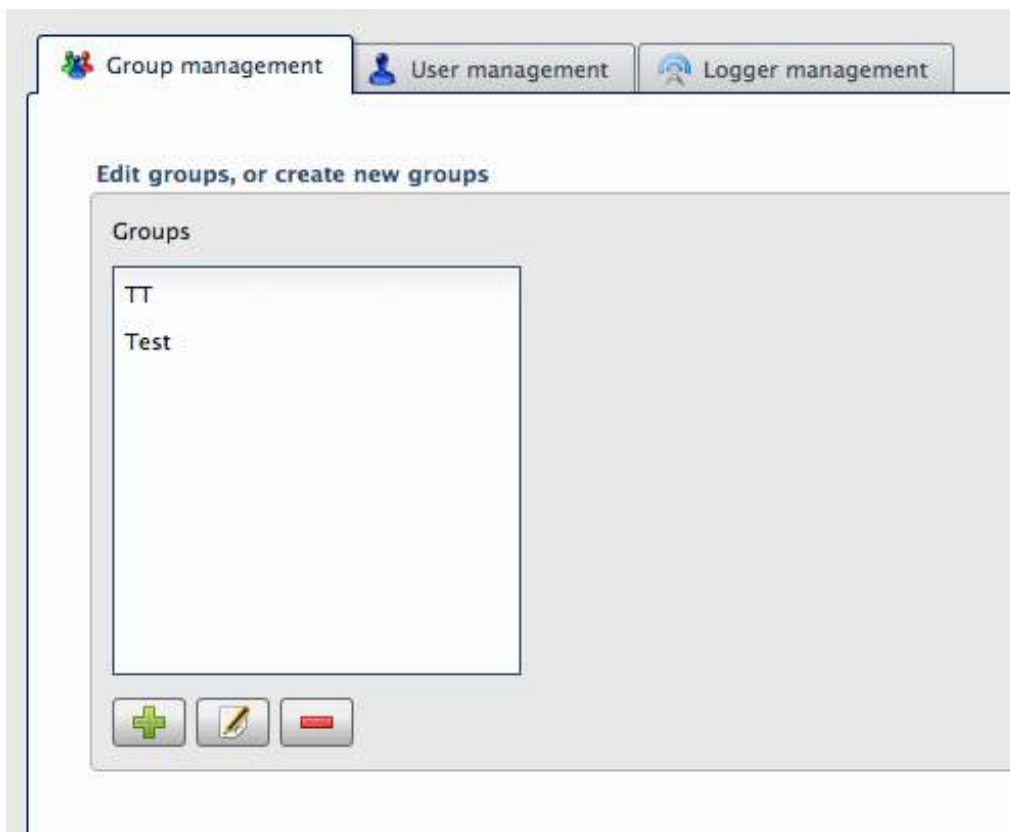 Group management User management Logger management
Edit groups, or create new groups
Groups
TT
Test